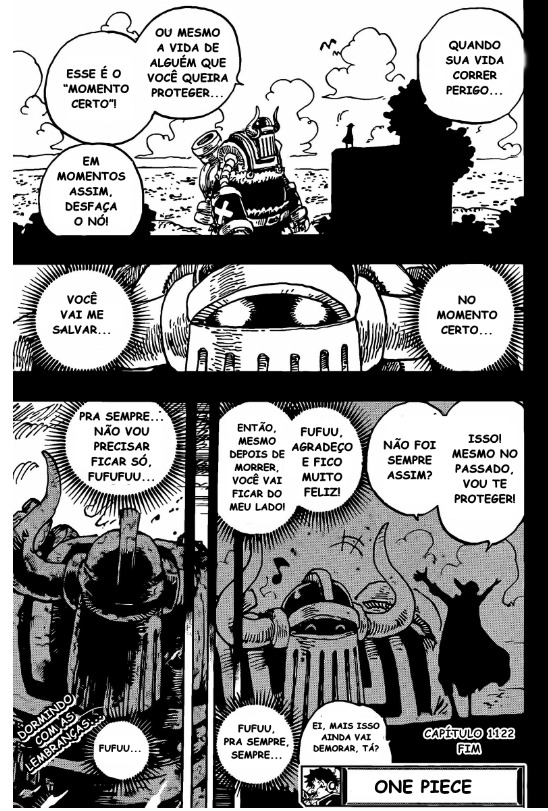 QUANDO
SUA VIDA
CORRER
PERIGO...
OU MESMO
A VIDA DE
ALGUÉM QUE
VOCÊ QUEIRA
PROTEGER...
ESSE É O
“MOMENTO
CERTO”!
EM
MOMENTOS
ASSIM,
DESFAÇA
O NÓ!
NO
MOMENTO
CERTO...
VOCÊ
VAI ME
SALVAR...
ISSO!
MESMO NO
PASSADO,
VOU TE
PROTEGER!
NÃO FOI
SEMPRE
ASSIM?
FUFUU,
AGRADEÇO
E FICO
MUITO
FELIZ!
ENTÃO,
MESMO
DEPOIS DE
MORRER,
VOCÊ VAI
FICAR DO
MEU LADO!
EI, MAIS ISSO
AINDA VAI
DEMORAR, TÁ?
FUFUU,
PRA SEMPRE,
SEMPRE...
PRA SEMPRE...
NÃO VOU
PRECISAR
FICAR SÓ,
FUFUFUU...
FUFUU...
DORMINDO
COM AS
LEMBRANÇAS...
CAPÍTULO 1122
FIM
ONE PIECE